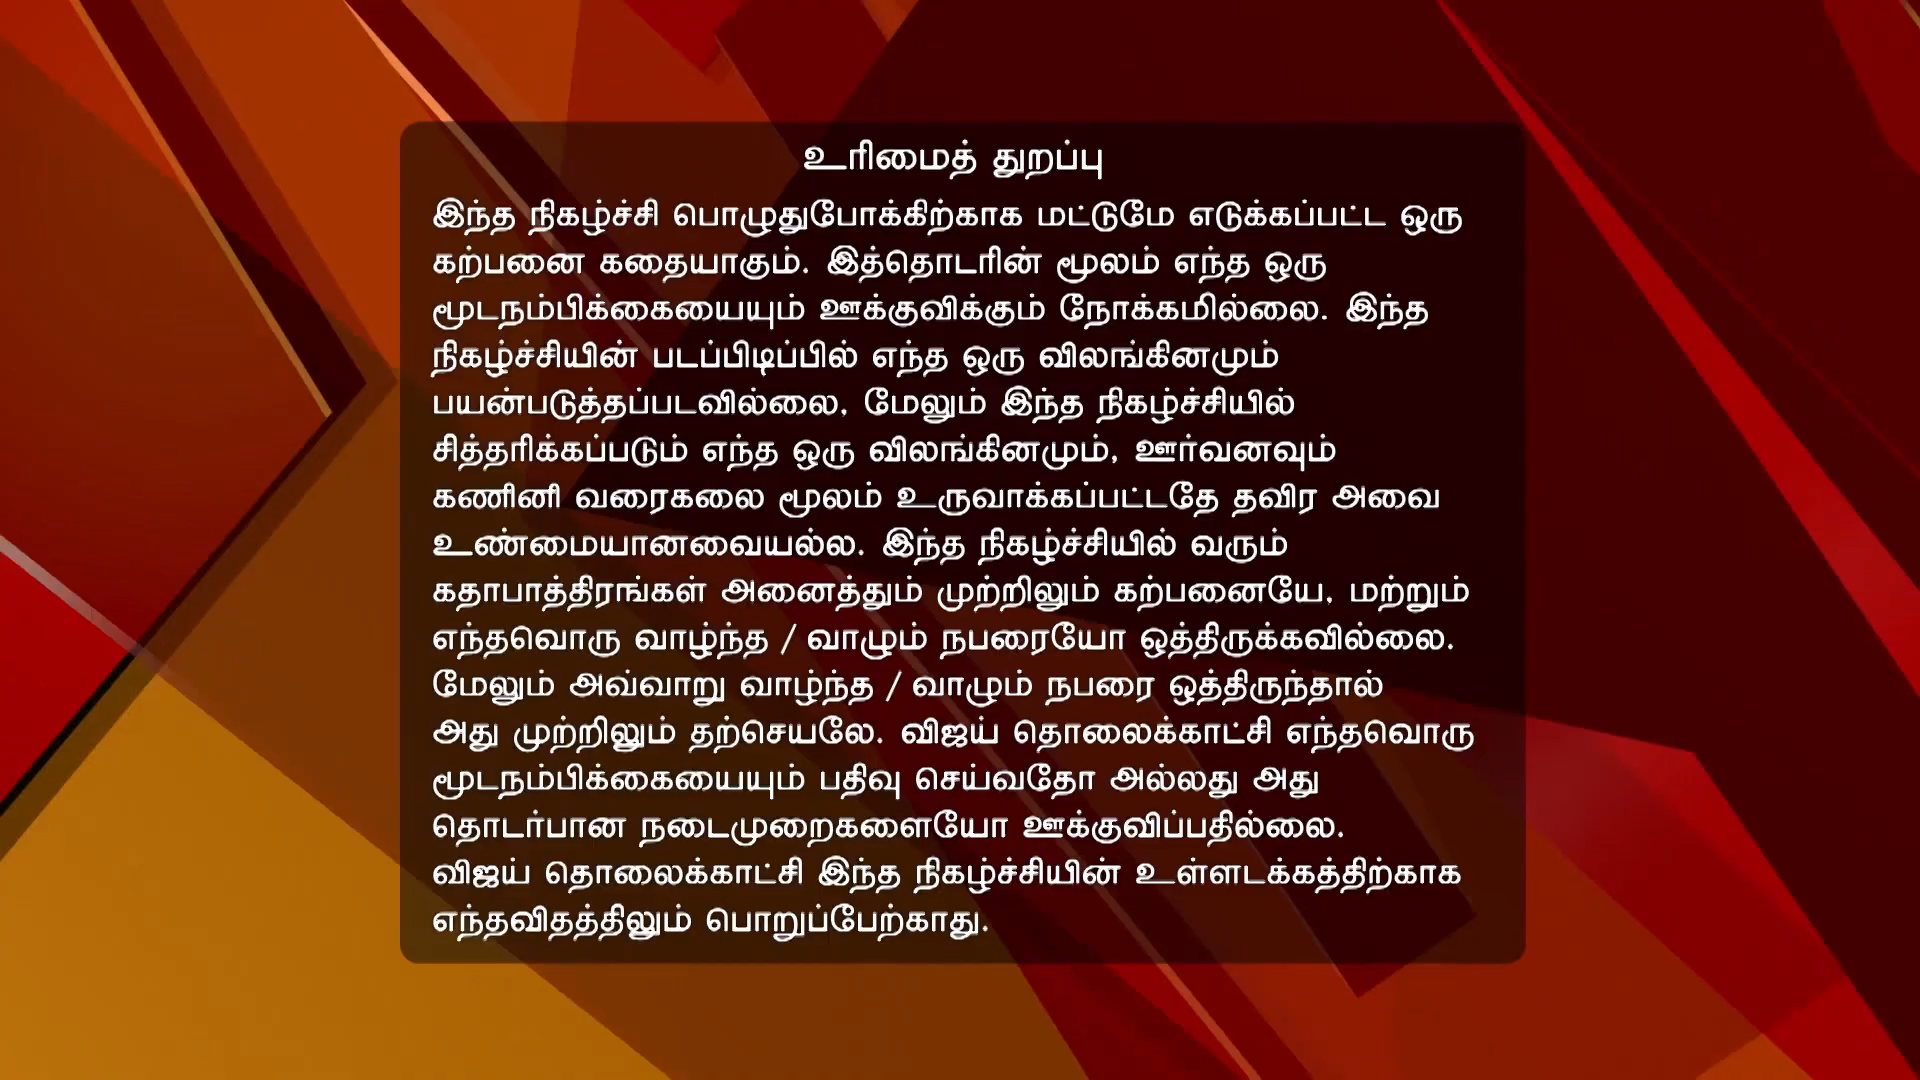 உரிமைத் துறப்பு
இந்த நிகழ்ச்சி பொழுதுபோக்கிற்காக மட்டுமே எடுக்கப்பட்ட ஒரு
கற்பனை கதையாகும். இத்தொடரின் மூலம் எந்த ஒரு
மூடநம்பிக்கையையும் ஊக்குவிக்கும் நோக்கமில்லை. இந்த
நிகழ்ச்சியின் படப்பிடிப்பில் எந்த ஒரு விலங்கினமும்
பயன்படுத்தப்படவில்லை, மேலும் இந்த நிகழ்ச்சியில்
சித்தரிக்கப்படும் எந்த ஒரு விலங்கினமும், ஊர்வனவும்
கணினி வரைகலை மூலம் உருவாக்கப்பட்டதே தவிர அவை
உண்மையானவையல்ல. இந்த நிகழ்ச்சியில் வரும்
கதாபாத்திரங்கள் அனைத்தும் முற்றிலும் கற்பனையே, மற்றும்
எந்தவொரு வாழ்ந்த / வாழும் நபரையோ ஒத்திருக்கவில்லை.
மேலும் அவ்வாறு வாழ்ந்த / வாழும் நபரை ஒத்திருந்தால்
அது முற்றிலும் தற்செயலே. விஜய் தொலைக்காட்சி எந்தவொரு
மூடநம்பிக்கையையும் பதிவு செய்வதோ அல்லது அது
தொடர்பான நடைமுறைகளையோ ஊக்குவிப்பதில்லை.
விஜய் தொலைக்காட்சி இந்த நிகழ்ச்சியின் உள்ளடக்கத்திற்காக
எந்தவிதத்திலும் பொறுப்பேற்காது.